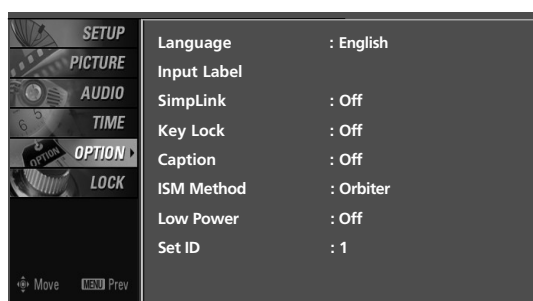 SETUP
PICTURE
AUDIO
TIME
OPTION
LOCK
Move MENU Prev
Language : English
Input Label
SimpLink : Off
Key Lock : Off
Caption : Off
ISM Method : Orbiter
Low Power : Off
Set ID : 1